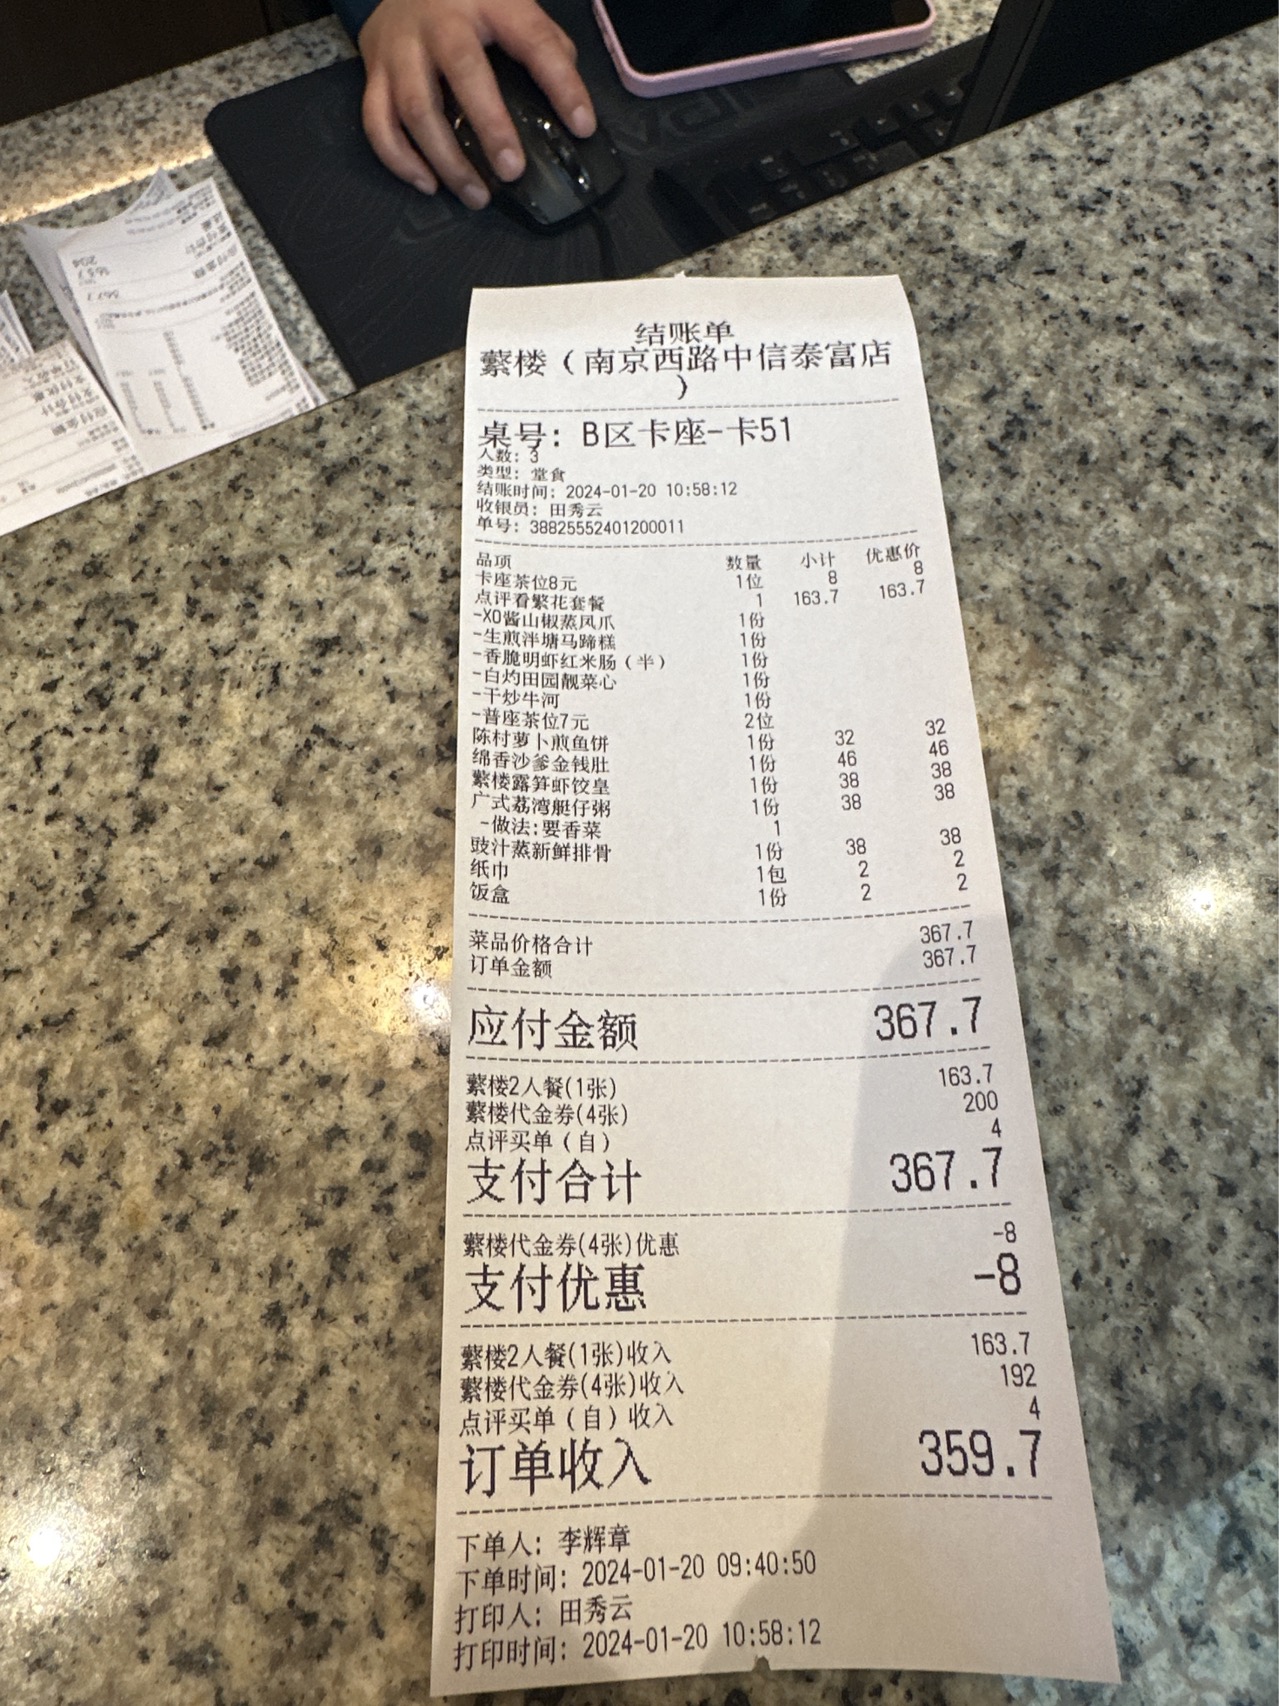 结账单
蘩楼（南京西路中信泰富店
）
桌号: B区卡座-卡51
人数: 3
类型: 堂食
结账时间: 2024-01-20 10:58:12
收银员: 田秀云
单号: 38825552401200011
品项 数量 小计 优惠价
卡座茶位8元 1位 8 8
点评看繁花套餐 1 163.7 163.7
-XO酱山椒蒸凤爪 1份
-生煎泮塘马蹄糕 1份
-香脆明虾红米肠（半） 1份
-白灼田园靓菜心 1份
-干炒牛河 1份
-普座茶位7元 2位
陈村萝卜煎鱼饼 1份 32 32
绵香沙爹金钱肚 1份 46 46
蘩楼露笋虾饺皇 1份 38 38
广式荔湾艇仔粥 1份 38 38
-做法:要香菜 1
豉汁蒸新鲜排骨 1份 38 38
纸巾 1包 2 2
饭盒 1份 2 2
菜品价格合计 367.7
订单金额 367.7
应付金额 367.7
蘩楼2人餐(1张) 163.7
蘩楼代金券(4张) 200
点评买单（自） 4
支付合计 367.7
蘩楼代金券(4张)优惠 -8
支付优惠 -8
蘩楼2人餐(1张)收入 163.7
蘩楼代金券(4张)收入 192
点评买单（自）收入 4
订单收入 359.7
下单人: 李辉章
下单时间: 2024-01-20 09:40:50
打印人: 田秀云
打印时间: 2024-01-20 10:58:12